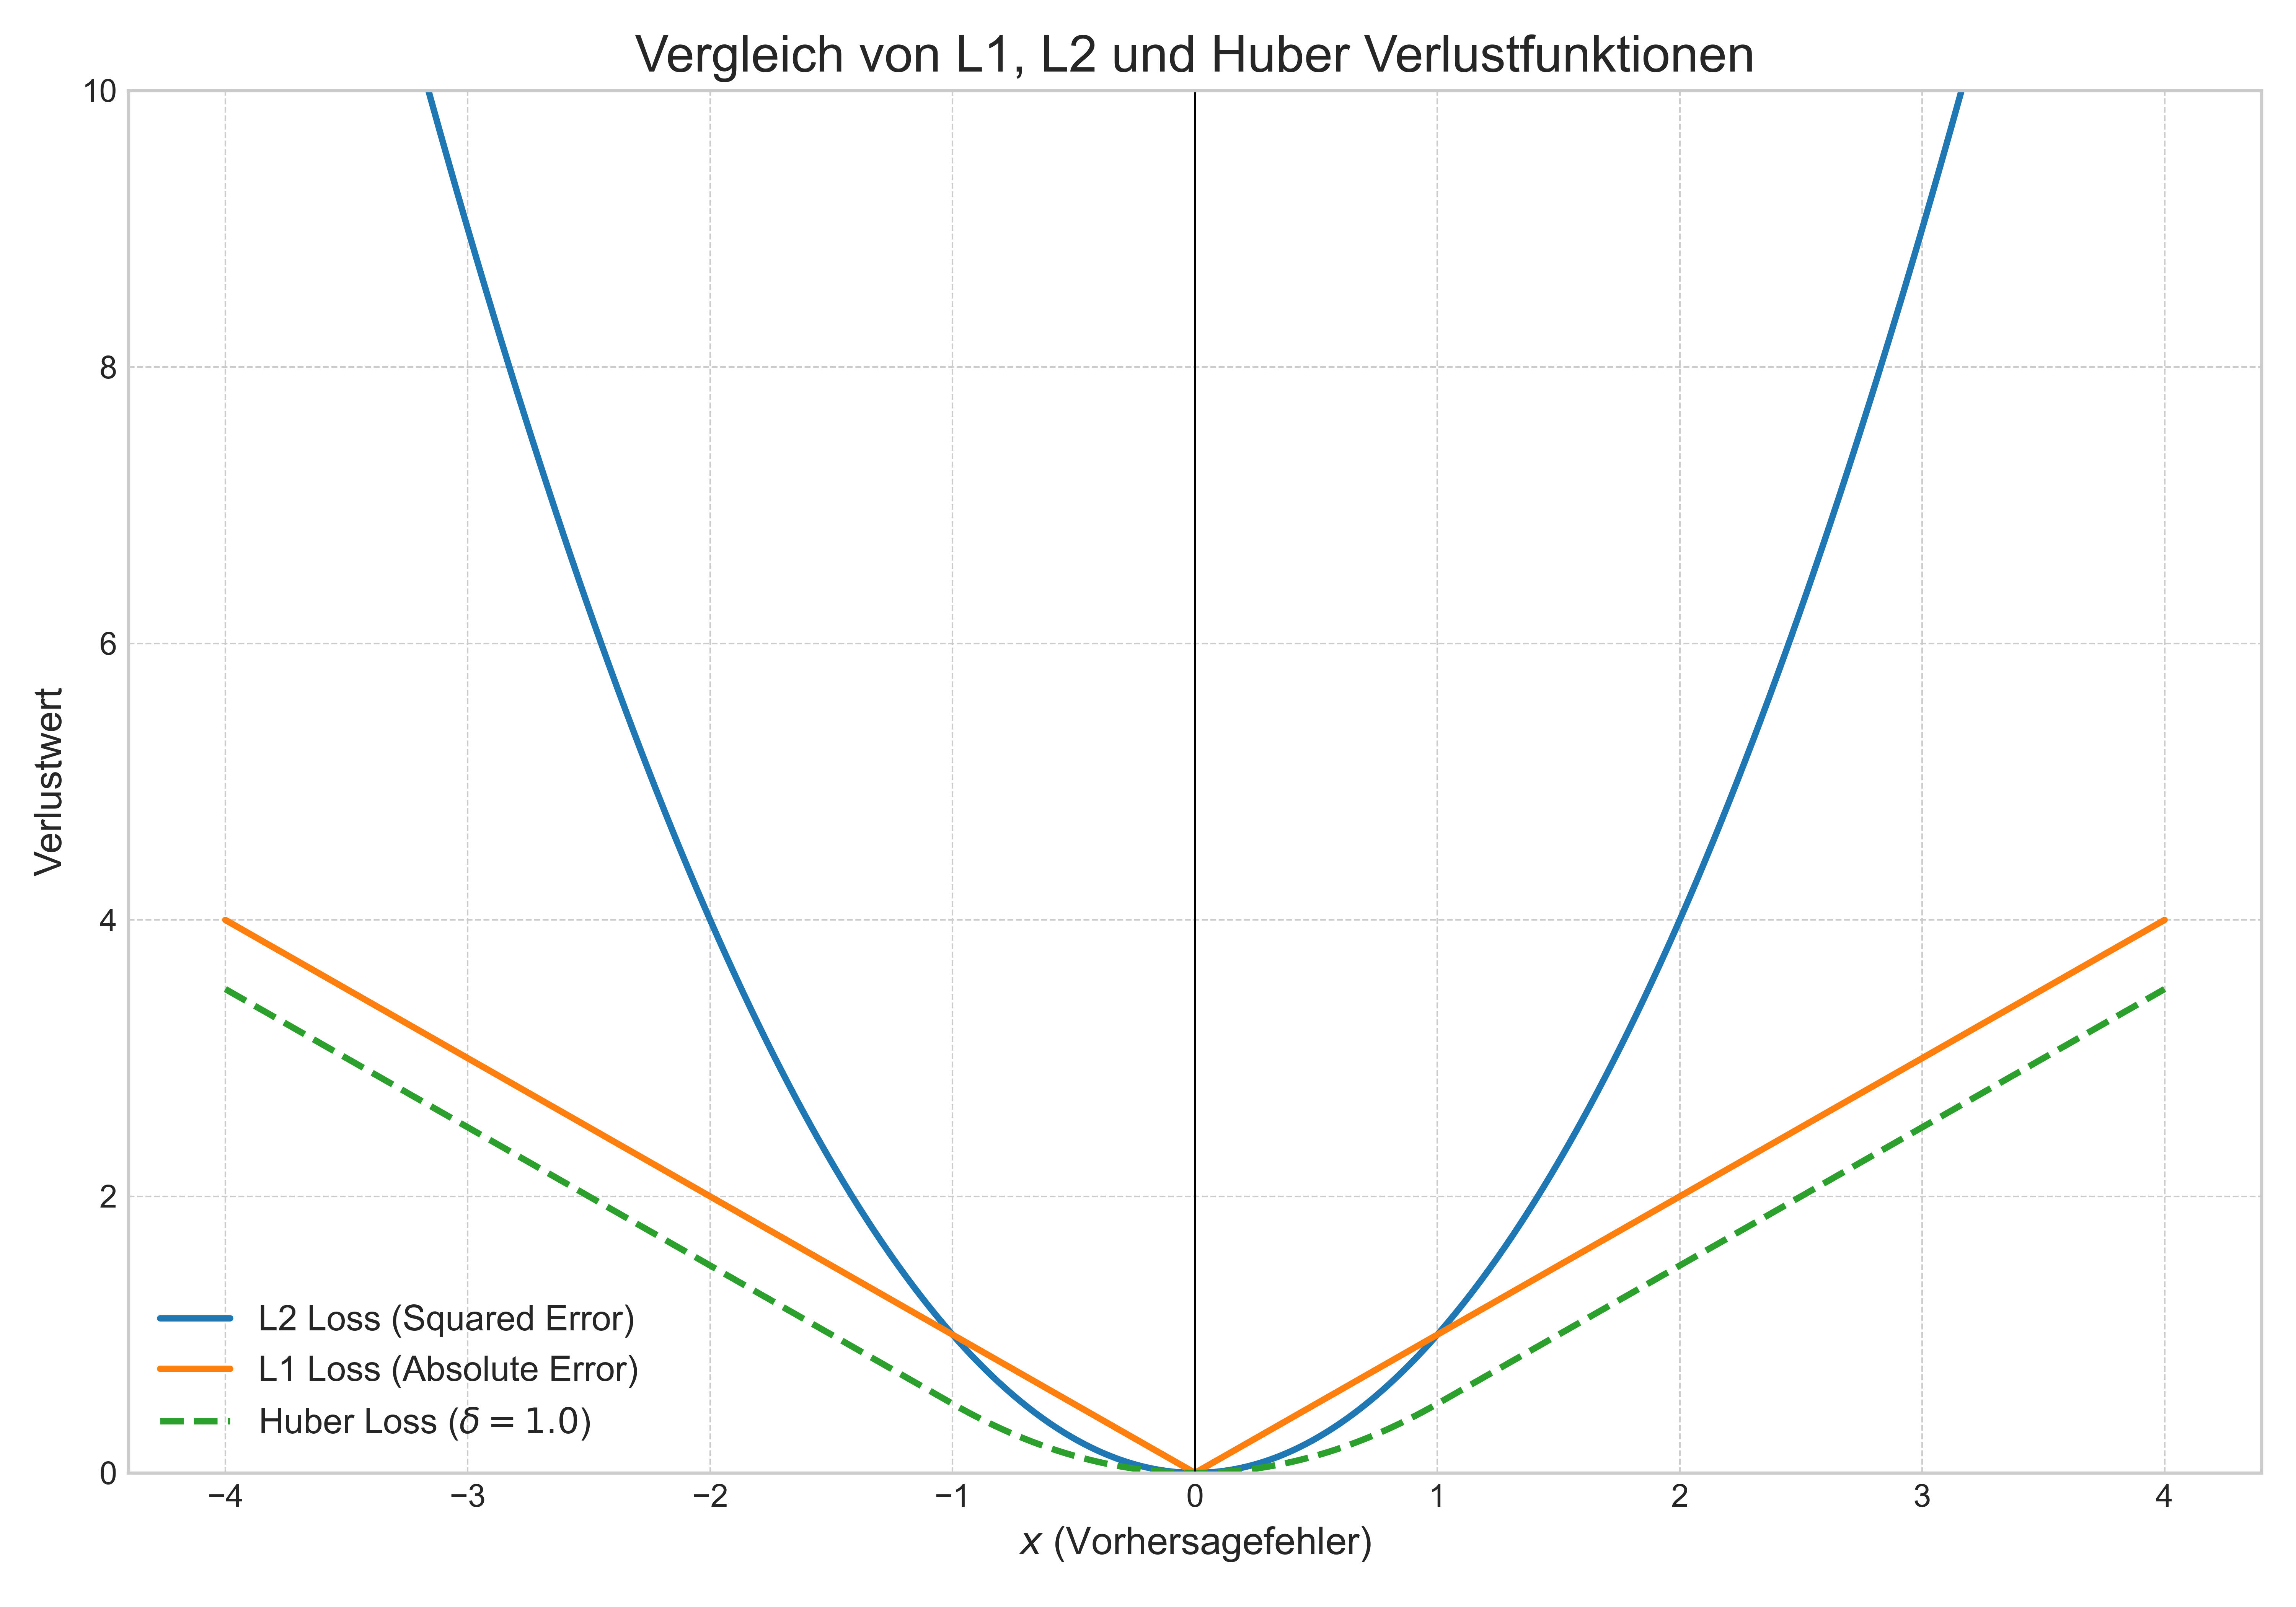 Vergleich von L1, L2 und Huber Verlustfunktionen
10
8
6
4
2
0
Verlustwert
L2 Loss (Squared Error)
L1 Loss (Absolute Error)
Huber Loss (δ = 1.0)
−4 −3 −2 −1 0 1 2 3 4
x (Vorhersagefehler)